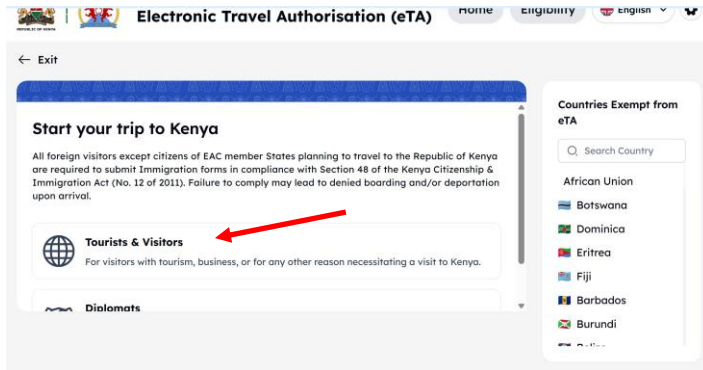 REPUBLIC OF KENYA
Electronic Travel Authorisation (eTA)
Home
Eligibility
English
← Exit
Start your trip to Kenya
All foreign visitors except citizens of EAC member States planning to travel to the Republic of Kenya
are required to submit Immigration forms in compliance with Section 48 of the Kenya Citizenship &
Immigration Act (No. 12 of 2011). Failure to comply may lead to denied boarding and/or deportation
upon arrival.
Tourists & Visitors
For visitors with tourism, business, or for any other reason necessitating a visit to Kenya.
Diplomats
Countries Exempt from
eTA
Search Country
African Union
Botswana
Dominica
Eritrea
Fiji
Barbados
Burundi